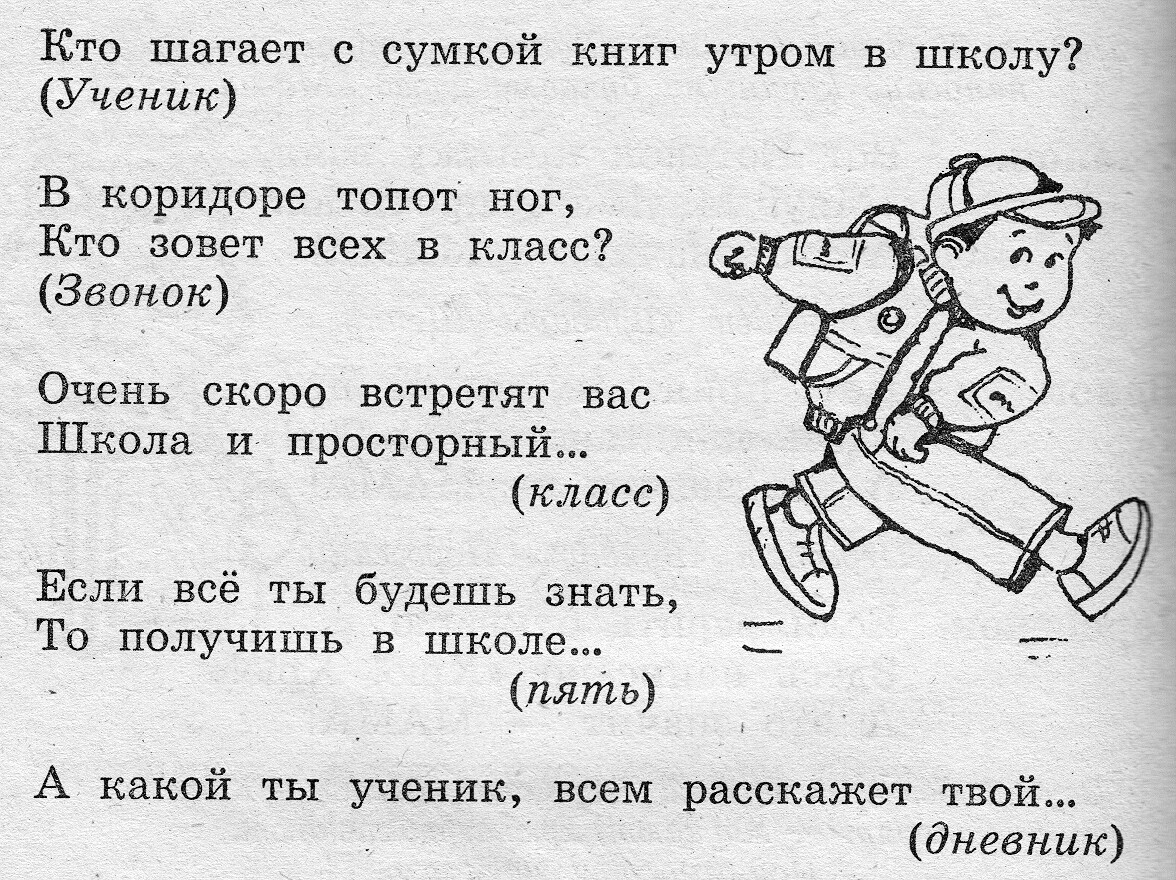 Кто шагает с сумкой книг утром в школу?
(Ученик)
В коридоре топот ног,
Кто зовет всех в класс?
(Звонок)
Очень скоро встретят вас
Школа и просторный...
(класс)
Если всё ты будешь знать,
То получишь в школе...
(пять)
А какой ты ученик, всем расскажет твой...
(дневник)